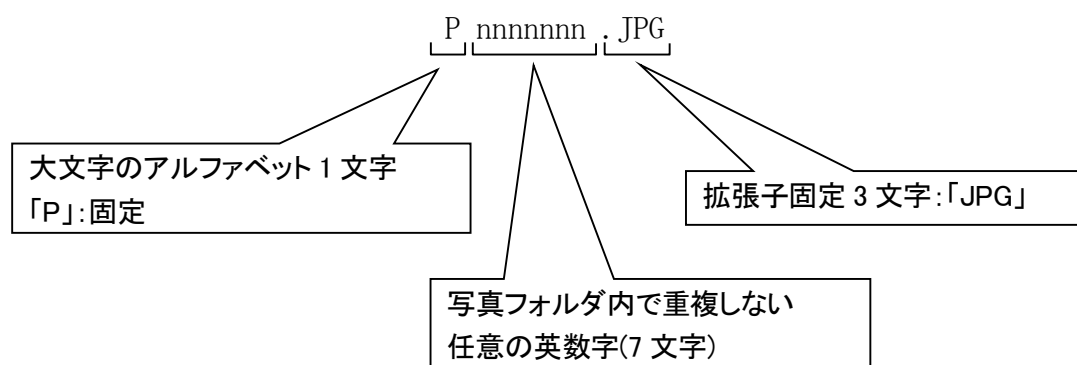 P nnnnnnn . JPG
大文字のアルファベット 1 文字
「P」:固定
拡張子固定 3 文字:「JPG」
写真フォルダ内で重複しない
任意の英数字(7 文字)